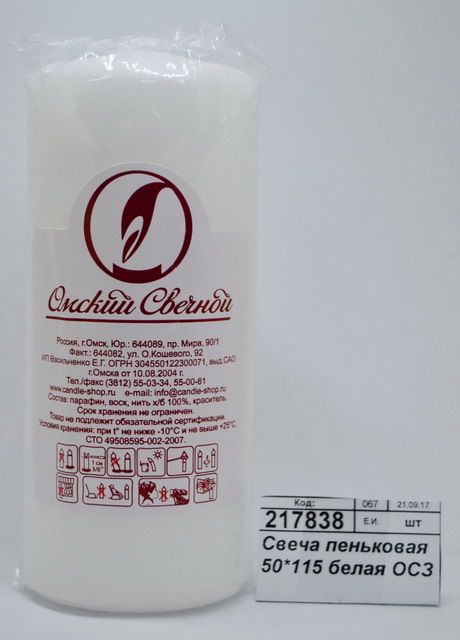 Омский Свечной
Россия, г.Омск, Юр.: 644089, пр. Мира, 90/1
Факт.: 644082, ул. О.Кошевого, 92
ИП Васильченко Е.Г. ОГРН 304550122300071, выд.САО
г.Омска от 10.08.2004 г.
Тел./факс (3812) 55-03-34, 55-00-61
www.candle-shop.ru e-mail: info@candle-shop.ru
Состав: парафин, воск, нить х/б 100%, краситель.
Срок хранения не ограничен.
Товар не подлежит обязательной сертификации.
Условия хранения: при t° не ниже -10°С и не выше +25°С.
СТО 49508595-002-2007.
Код: 067 21.09.17
217838 Е.И. шт
Свеча пеньковая
50*115 белая ОСЗ